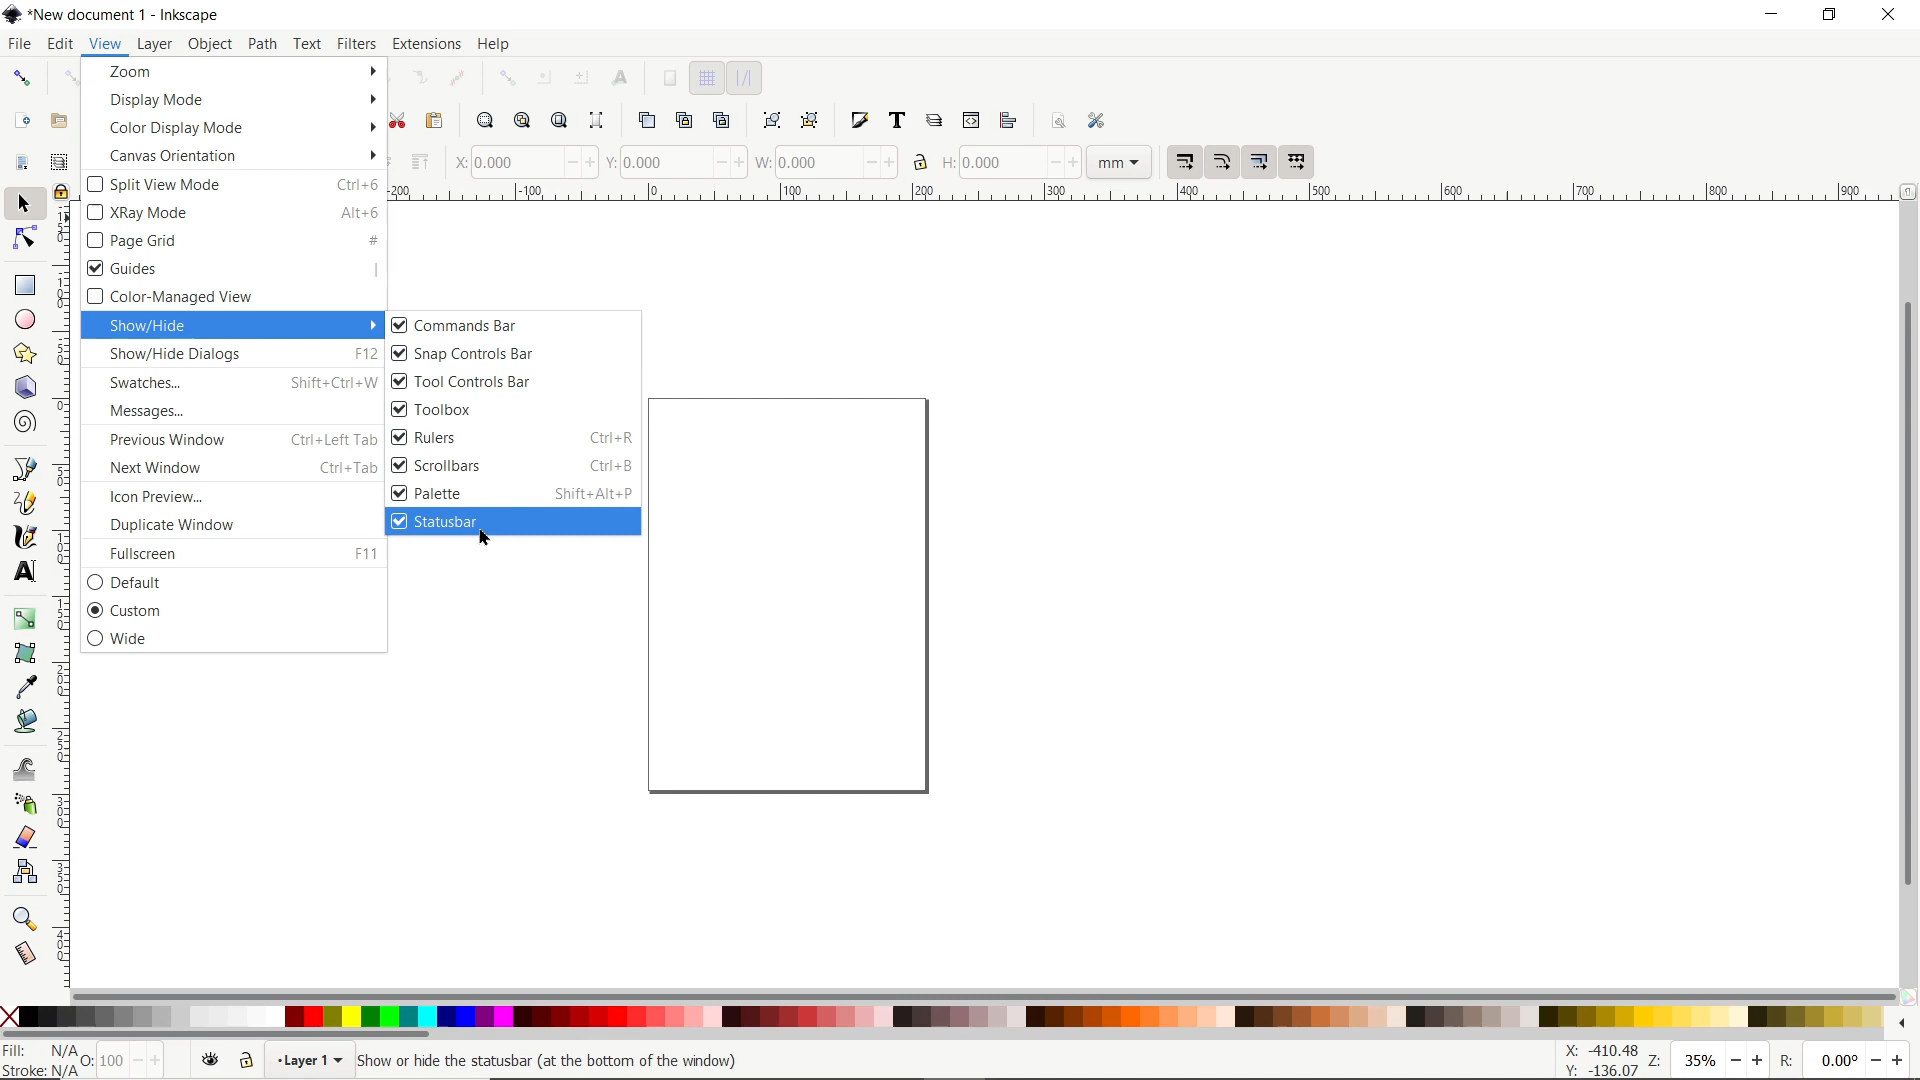 *New document 1 - Inkscape
File Edit View Layer Object Path Text Filters Extensions Help
Zoom
Display Mode
Color Display Mode
Canvas Orientation
X: 0.000 Y: 0.000 W: 0.000 H: 0.000 mm
Split View Mode Ctrl+6
XRay Mode Alt+6
Page Grid #
Guides |
Color-Managed View
Show/Hide
Show/Hide Dialogs F12
Swatches... Shift+Ctrl+W
Messages...
Previous Window Ctrl+Left Tab
Next Window Ctrl+Tab
Icon Preview...
Duplicate Window
Fullscreen F11
Default
Custom
Wide
Commands Bar
Snap Controls Bar
Tool Controls Bar
Toolbox
Rulers Ctrl+R
Scrollbars Ctrl+B
Palette Shift+Alt+P
Statusbar
-200 -100 0 100 200 300 400 500 600 700 800 900
Fill: N/A
Stroke: N/A
O: 100
Layer 1
Show or hide the statusbar (at the bottom of the window)
X: -410.48
Y: -136.07
Z: 35%
R: 0.00°